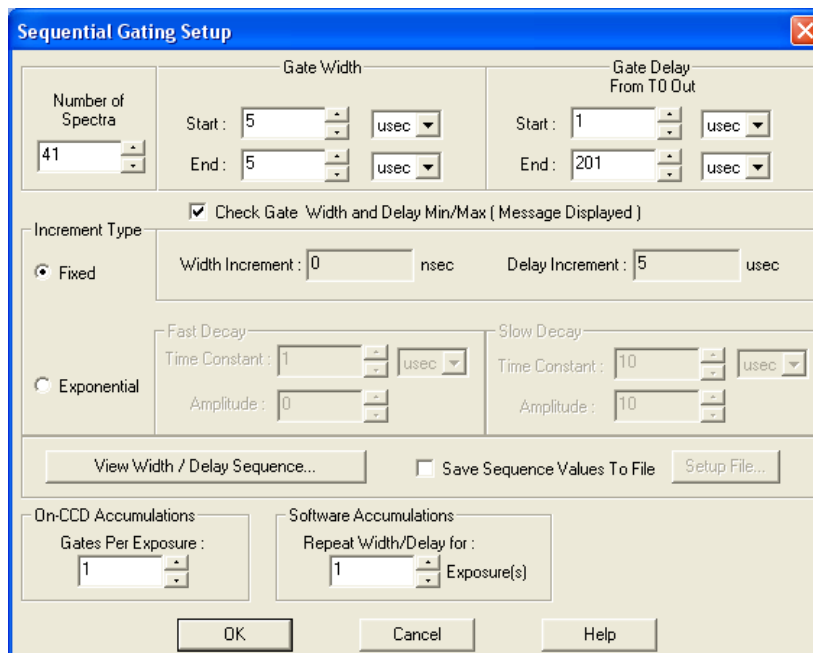 Sequential Gating Setup
Number of
Spectra
41
Gate Width
Start : 5 usec
End : 5 usec
Gate Delay
From T0 Out
Start : 1 usec
End : 201 usec
Check Gate Width and Delay Min/Max ( Message Displayed )
Increment Type
Fixed
Width Increment : 0 nsec
Delay Increment : 5 usec
Exponential
Fast Decay
Time Constant : 1 usec
Amplitude : 0
Slow Decay
Time Constant : 10 usec
Amplitude : 10
View Width / Delay Sequence...
Save Sequence Values To File
Setup File...
On-CCD Accumulations
Gates Per Exposure :
1
Software Accumulations
Repeat Width/Delay for :
1 Exposure(s)
OK
Cancel
Help